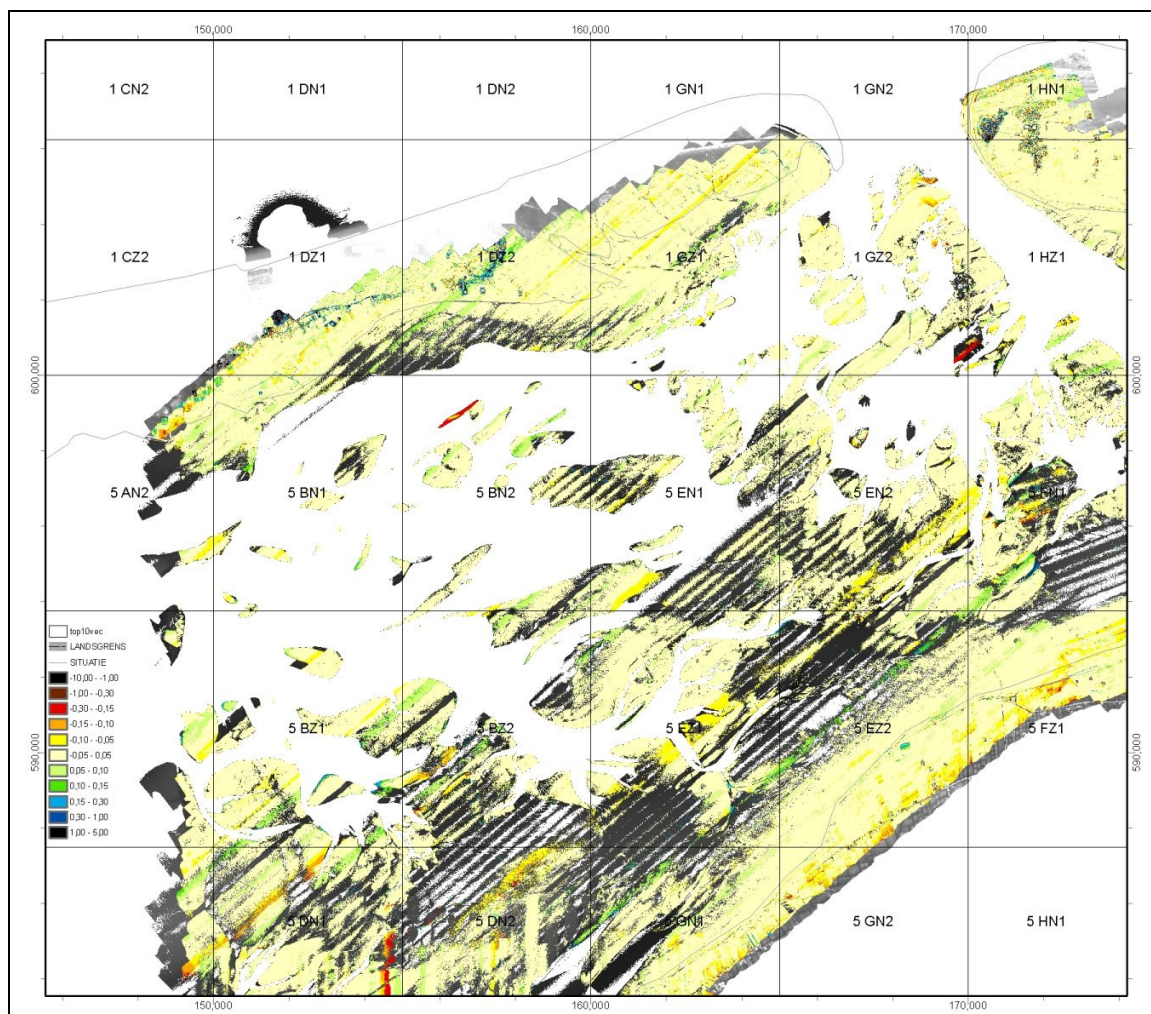 150,000 160,000 170,000
1 CN2 1 DN1 1 DN2 1 GN1 1 GN2 1 HN1
1 CZ2 1 DZ1 1 DZ2 1 GZ1 1 GZ2 1 HZ1
600,000 600,000
5 AN2 5 BN1 5 BN2 5 EN1 5 EN2 5 FN1
top10vec
LANDSGRENS
SITUATIE
-10,00 - -1,00
-1,00 - -0,30
-0,30 - -0,15
-0,15 - -0,10
-0,10 - -0,05
-0,05 - 0,05
0,05 - 0,10
0,10 - 0,15
0,15 - 0,30
0,30 - 1,00
1,00 - 5,00
5 BZ1 5 BZ2 5 EZ1 5 EZ2 5 FZ1
590,000 590,000
5 DN1 5 DN2 5 GN1 5 GN2 5 HN1
150,000 160,000 170,000